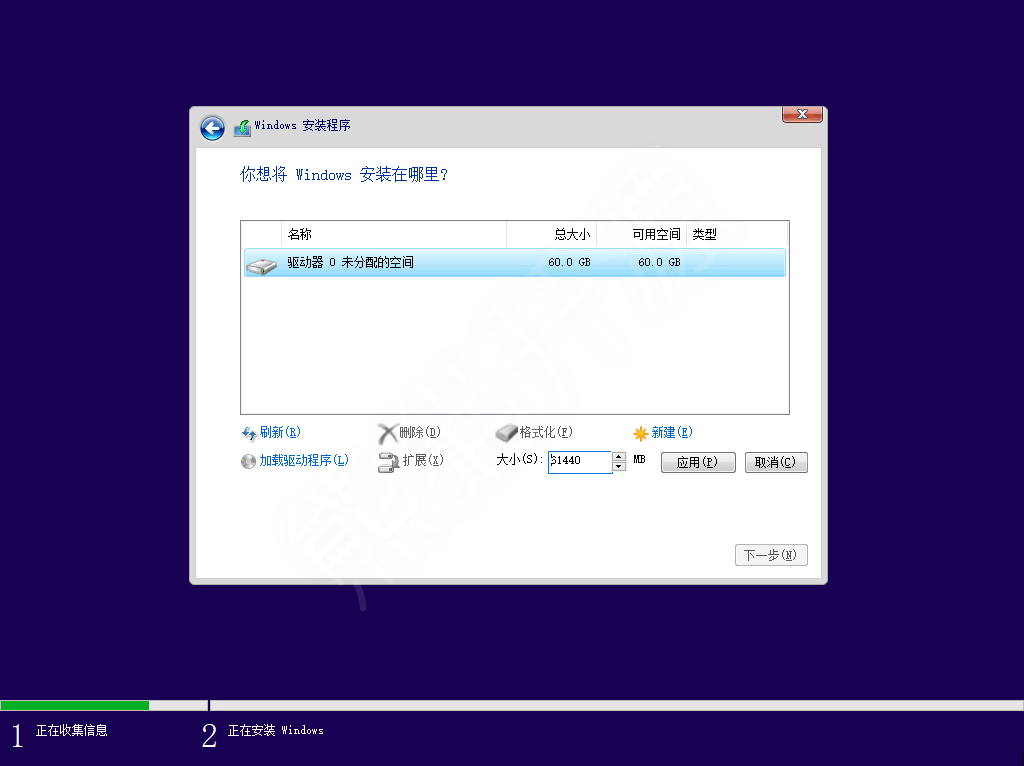 Windows 安装程序
你想将 Windows 安装在哪里?
名称 总大小 可用空间 类型
驱动器 0 未分配的空间 60.0 GB 60.0 GB
刷新(R) 删除(D) 格式化(F) 新建(E)
加载驱动程序(L) 扩展(X) 大小(S): 61440 MB 应用(P) 取消(C)
下一步(N)
1 正在收集信息 2 正在安装 Windows